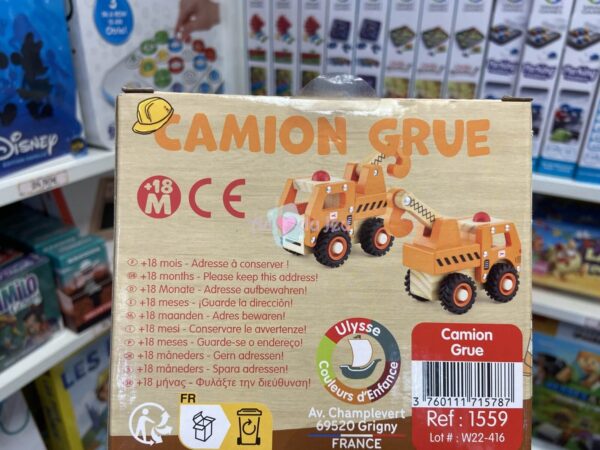 CAMION GRUE
+18
M
CE
+18 mois - Adresse à conserver !
+18 months - Please keep this address!
+18 Monate - Adresse aufbewahren!
+18 meses - ¡Guarde la dirección!
+18 maanden - Adres bewaren!
+18 mesi - Conservare le avvertenze!
+18 meses - Guarde-se o endereço!
+18 måneders - Gern adressen!
+18 måneders - Spara adressen!
+18 μήνας - Φυλάξτε την διεύθυνση!
Ulysse
Couleurs d'Enfance
Av. Champlevert
69520 Grigny
FRANCE
Camion
Grue
3 760111 715787
Ref : 1559
Lot # : W22-416
FR
Disney